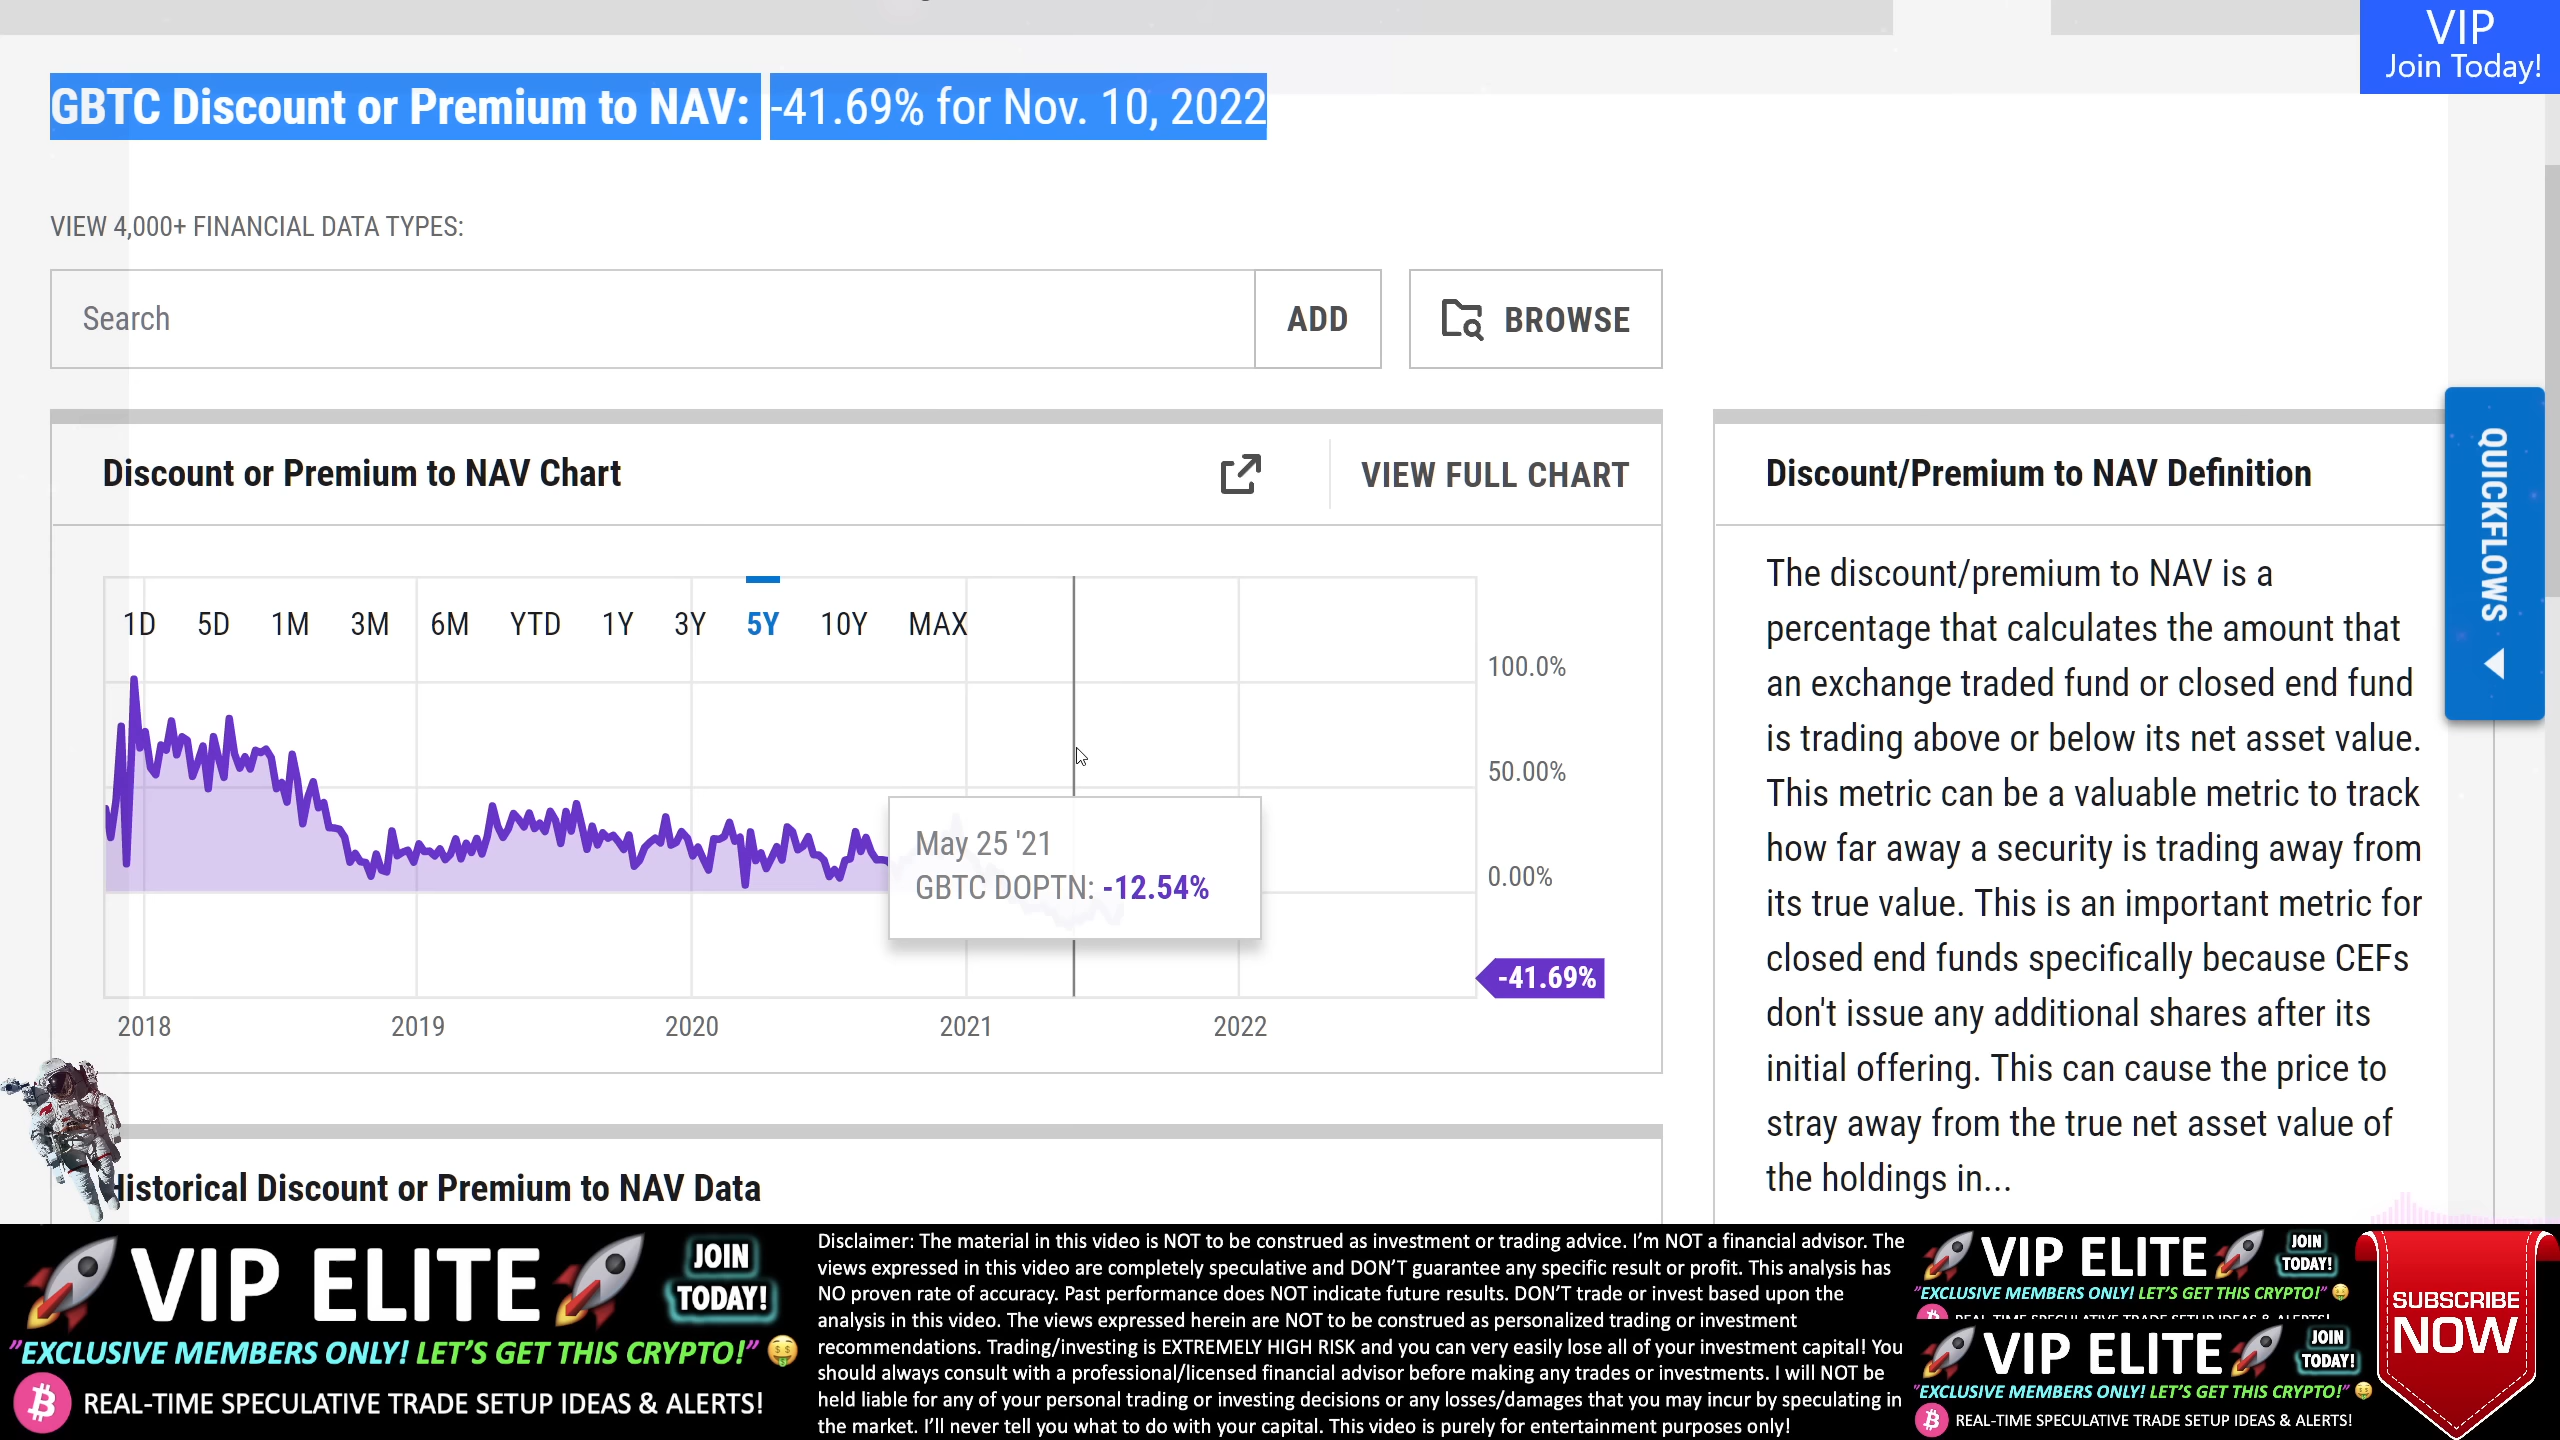 VIP
Join Today!
GBTC Discount or Premium to NAV: -41.69% for Nov. 10, 2022
VIEW 4,000+ FINANCIAL DATA TYPES:
Search
ADD
BROWSE
Discount or Premium to NAV Chart
VIEW FULL CHART
1D 5D 1M 3M 6M YTD 1Y 3Y 5Y 10Y MAX
100.0%
50.00%
0.00%
-41.69%
May 25 '21
GBTC DOPTN: -12.54%
2018 2019 2020 2021 2022
Discount/Premium to NAV Definition
The discount/premium to NAV is a
percentage that calculates the amount that
an exchange traded fund or closed end fund
is trading above or below its net asset value.
This metric can be a valuable metric to track
how far away a security is trading away from
its true value. This is an important metric for
closed end funds specifically because CEFs
don't issue any additional shares after its
initial offering. This can cause the price to
stray away from the true net asset value of
the holdings in...
QUICKFLOWS
Historical Discount or Premium to NAV Data
VIP ELITE
JOIN
TODAY!
"EXCLUSIVE MEMBERS ONLY! LET'S GET THIS CRYPTO!"
REAL-TIME SPECULATIVE TRADE SETUP IDEAS & ALERTS!
Disclaimer: The material in this video is NOT to be construed as investment or trading advice. I'm NOT a financial advisor. The
views expressed in this video are completely speculative and DON'T guarantee any specific result or profit. This analysis has
NO proven rate of accuracy. Past performance does NOT indicate future results. DON'T trade or invest based upon the
analysis in this video. The views expressed herein are NOT to be construed as personalized trading or investment
recommendations. Trading/investing is EXTREMELY HIGH RISK and you can very easily lose all of your investment capital! You
should always consult with a professional/licensed financial advisor before making any trades or investments. I will NOT be
held liable for any of your personal trading or investing decisions or any losses/damages that you may incur by speculating in
the market. I'll never tell you what to do with your capital. This video is purely for entertainment purposes only!
VIP ELITE
JOIN
TODAY!
"EXCLUSIVE MEMBERS ONLY! LET'S GET THIS CRYPTO!"
VIP ELITE
JOIN
TODAY!
"EXCLUSIVE MEMBERS ONLY! LET'S GET THIS CRYPTO!"
REAL-TIME SPECULATIVE TRADE SETUP IDEAS & ALERTS!
SUBSCRIBE
NOW